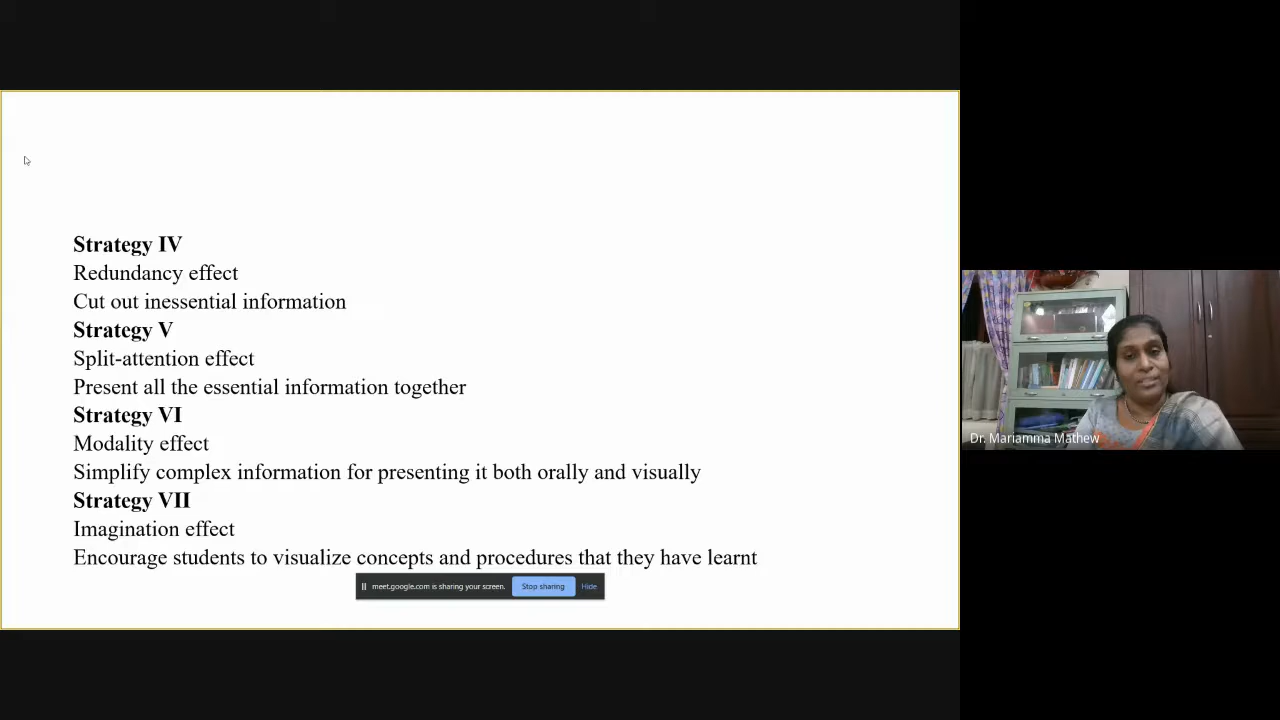 Strategy IV
Redundancy effect
Cut out inessential information
Strategy V
Split-attention effect
Present all the essential information together
Strategy VI
Modality effect
Simplify complex information for presenting it both orally and visually
Strategy VII
Imagination effect
Encourage students to visualize concepts and procedures that they have learnt
meet.google.com is sharing your screen. Stop sharing Hide
Dr. Mariamma Mathew